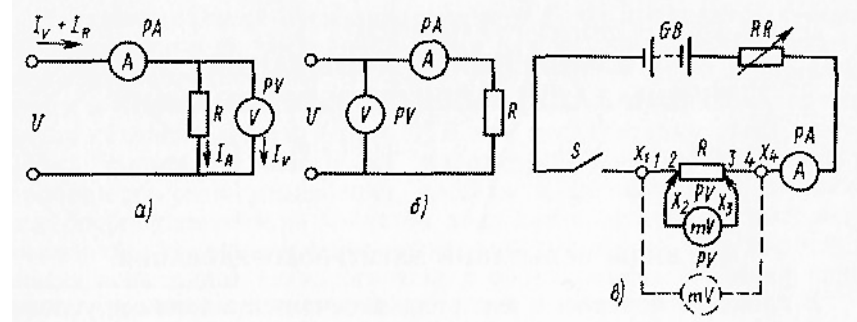 I_V + I_R
PA
A
U
R
PV
V
I_R
I_V
а)
PA
A
U
V
PV
R
б)
GB
RR
S
X₁ 1 2 R 3 4 X₄
PA
A
X₂ PV X₃
mV
PV
mV
в)